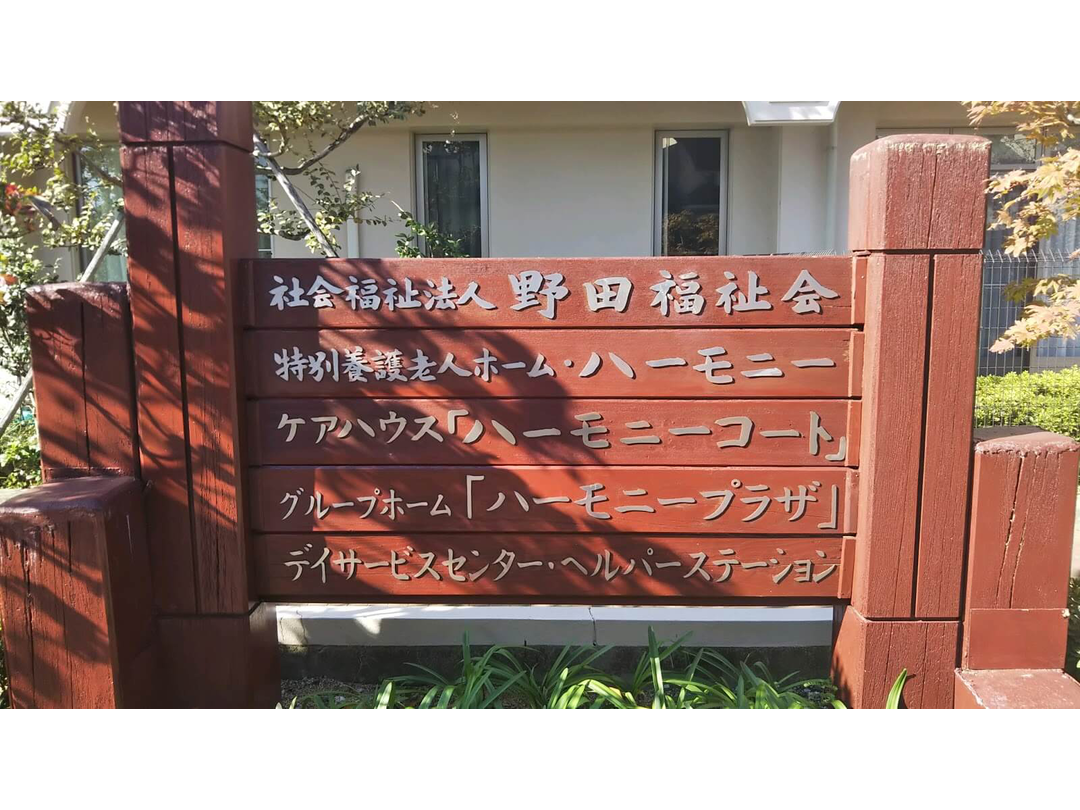 社会福祉法人 野田福祉会
特別養護老人ホーム・ハーモニー
ケアハウス「ハーモニーコート」
グループホーム「ハーモニープラザ」
デイサービスセンター・ヘルパーステーション